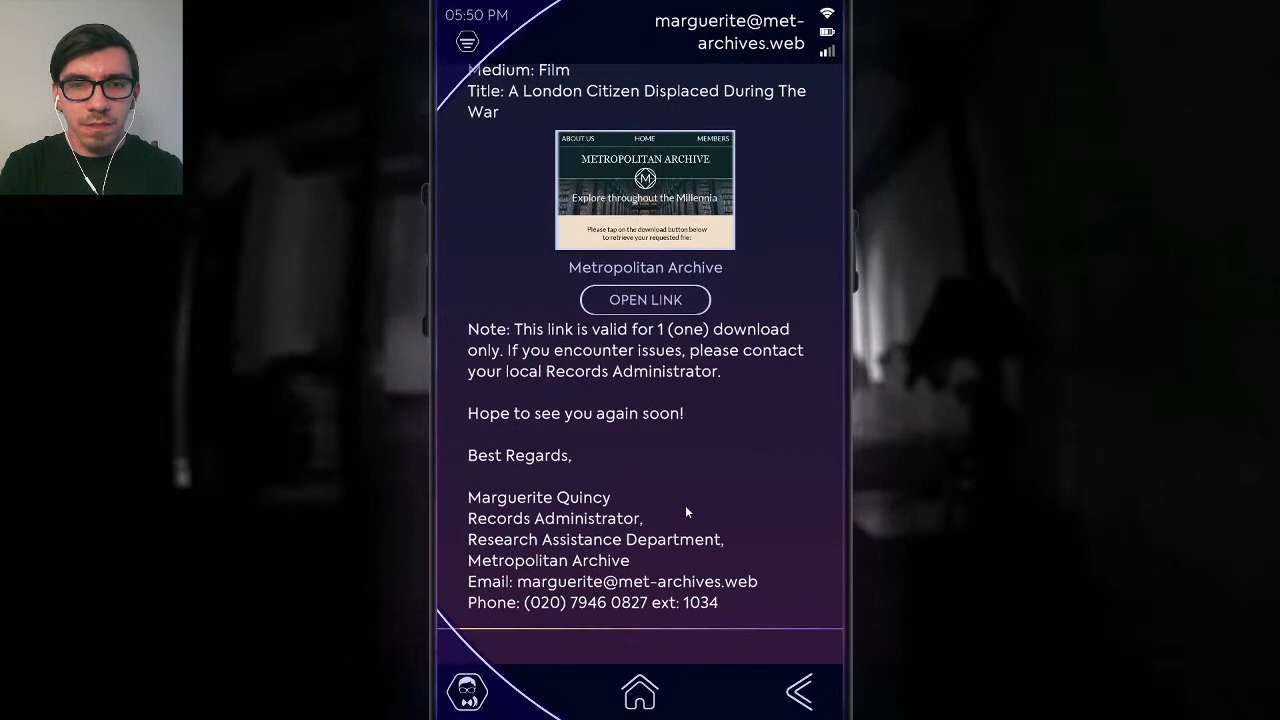 05:50 PM
marguerite@met-
archives.web
Medium: Film
Title: A London Citizen Displaced During The
War
ABOUT US HOME MEMBERS
METROPOLITAN ARCHIVE
M
Explore throughout the Millennia
Please tap on the download button below
to retrieve your requested file:
Metropolitan Archive
OPEN LINK
Note: This link is valid for 1 (one) download
only. If you encounter issues, please contact
your local Records Administrator.
Hope to see you again soon!
Best Regards,
Marguerite Quincy
Records Administrator,
Research Assistance Department,
Metropolitan Archive
Email: marguerite@met-archives.web
Phone: (020) 7946 0827 ext: 1034